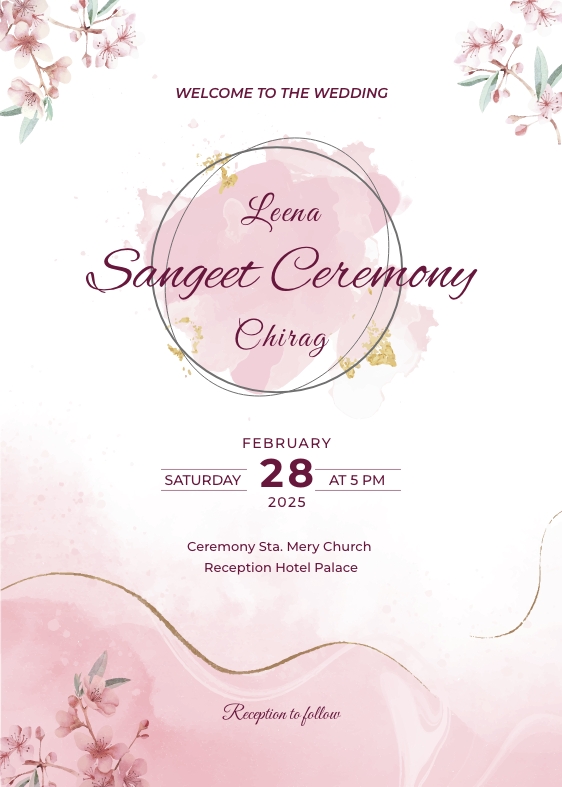 WELCOME TO THE WEDDING
Leena
Sangeet Ceremony
Chirag
FEBRUARY
SATURDAY 28 AT 5 PM
2025
Ceremony Sta. Mery Church
Reception Hotel Palace
Reception to follow